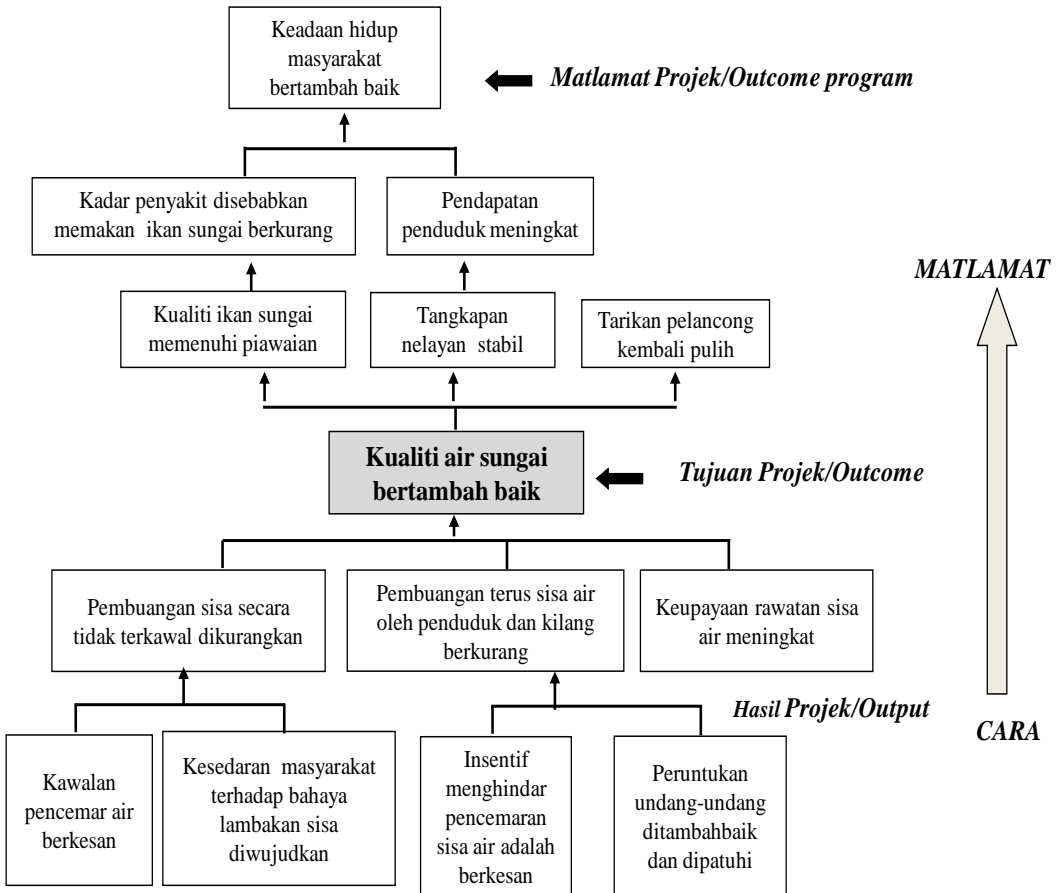 Keadaan hidup
masyarakat
bertambah baik
Matlamat Projek/Outcome program
Kadar penyakit disebabkan
memakan ikan sungai berkurang
Pendapatan
penduduk meningkat
MATLAMAT
Kualiti ikan sungai
memenuhi piawaian
Tangkapan
nelayan stabil
Tarikan pelancong
kembali pulih
Kualiti air sungai
bertambah baik
Tujuan Projek/Outcome
Pembuangan sisa secara
tidak terkawal dikurangkan
Pembuangan terus sisa air
oleh penduduk dan kilang
berkurang
Keupayaan rawatan sisa
air meningkat
Hasil Projek/Output
CARA
Kawalan
pencemar air
berkesan
Kesedaran masyarakat
terhadap bahaya
lambakan sisa
diwujudkan
Insentif
menghindar
pencemaran
sisa air adalah
berkesan
Peruntukan
undang-undang
ditambahbaik
dan dipatuhi